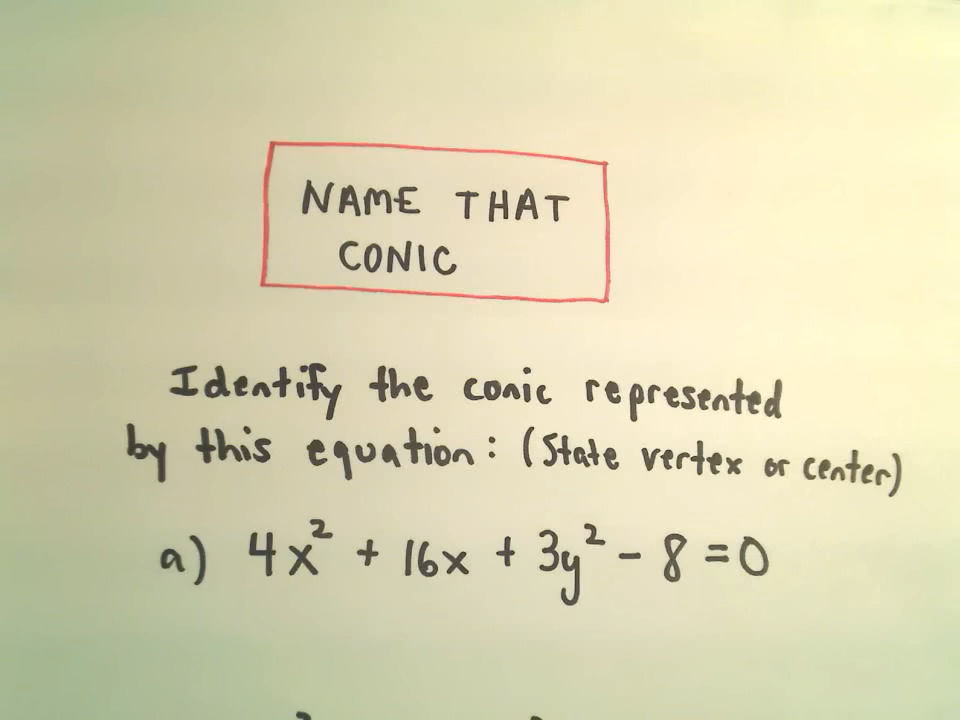 NAME THAT
CONIC
Identify the conic represented
by this equation: (State vertex or center)
a) 4x² + 16x + 3y² - 8 = 0